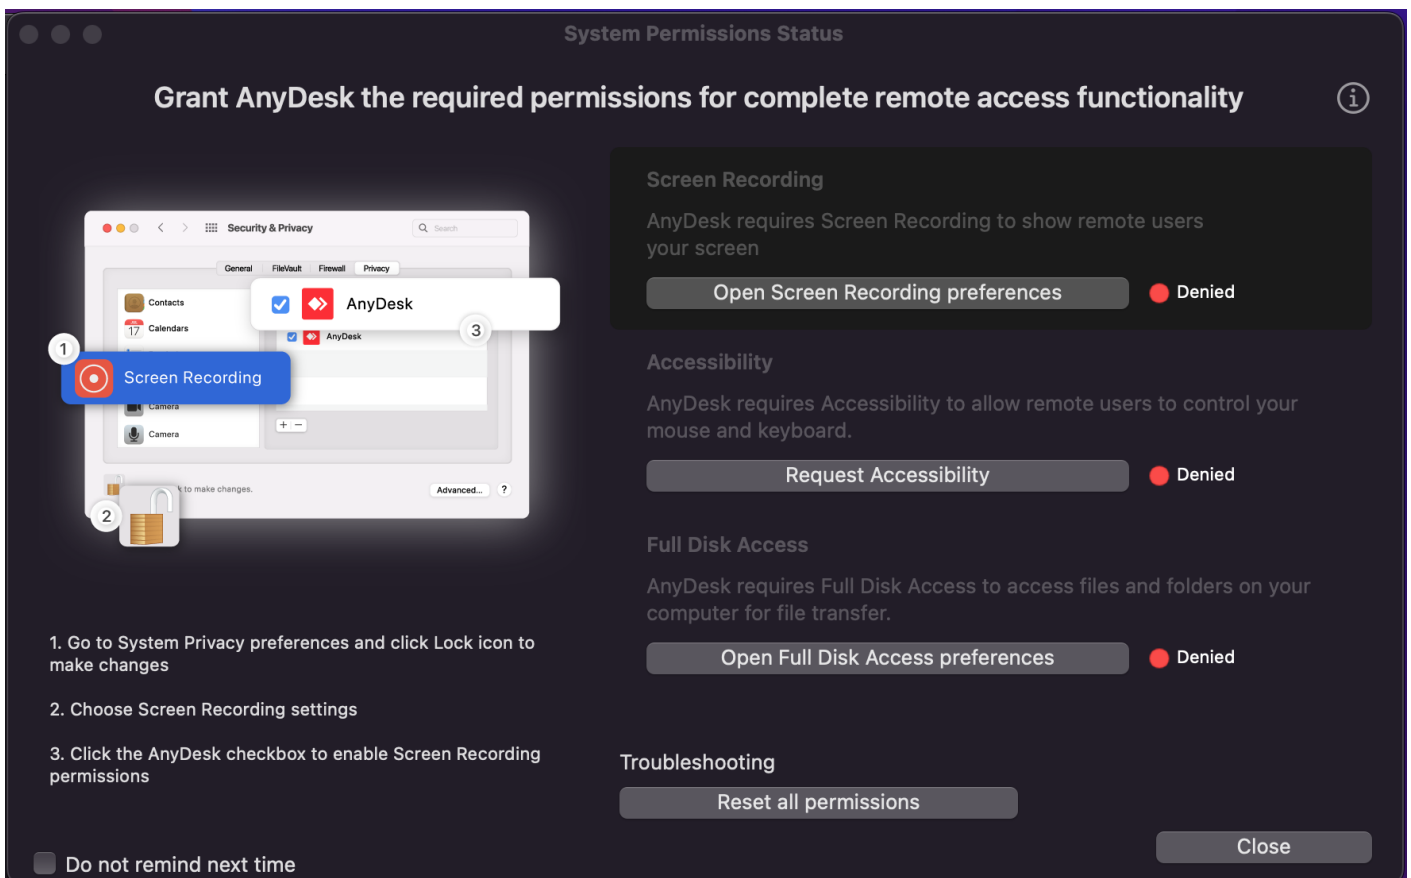 System Permissions Status
Grant AnyDesk the required permissions for complete remote access functionality
Security & Privacy
Search
General
FileVault
Firewall
Privacy
Contacts
17
Calendars
AnyDesk
3
AnyDesk
1
Screen Recording
Camera
Camera
+ −
to make changes.
Advanced...
?
2
1. Go to System Privacy preferences and click Lock icon to
make changes
2. Choose Screen Recording settings
3. Click the AnyDesk checkbox to enable Screen Recording
permissions
Do not remind next time
Screen Recording
AnyDesk requires Screen Recording to show remote users
your screen
Open Screen Recording preferences
Denied
Accessibility
AnyDesk requires Accessibility to allow remote users to control your
mouse and keyboard.
Request Accessibility
Denied
Full Disk Access
AnyDesk requires Full Disk Access to access files and folders on your
computer for file transfer.
Open Full Disk Access preferences
Denied
Troubleshooting
Reset all permissions
Close